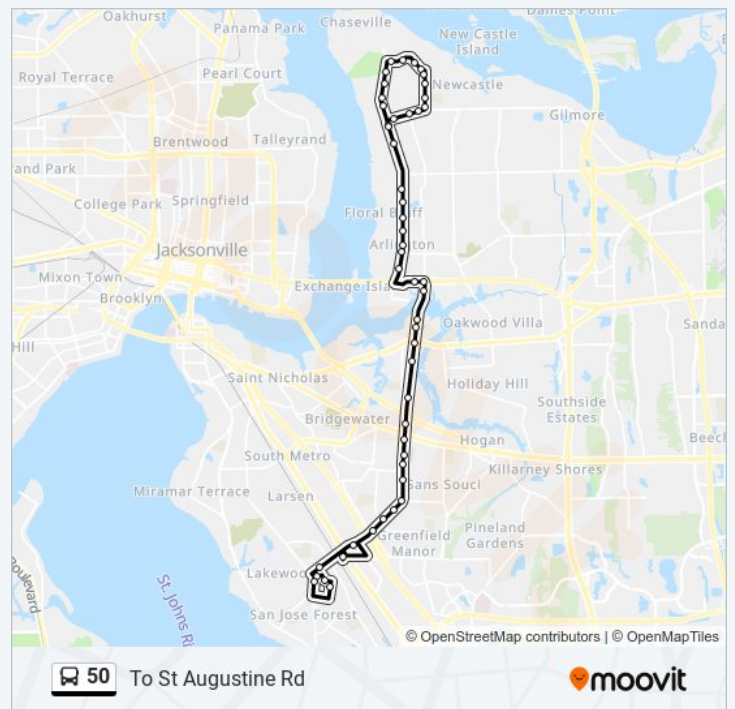 Oakhurst
Chaseville
Dames Point
Panama Park
New Castle
Island
Royal Terrace
Pearl Court
Newcastle
Gilmore
Brentwood
Talleyrand
and Park
College Park
Springfield
Floral Bluff
Jacksonville
Arlington
Mixon Town
Exchange Isla
Brooklyn
Oakwood Villa
Sanda
Hill
Saint Nicholas
Holiday Hill
Southside
Estates
Bridgewater
Hogan
Beech
South Metro
Killarney Shores
Miramar Terrace
Larsen
Sans Souci
Pineland
Gardens
Greenfield
Manor
oulevard
St. Johns Ri
Lakewoo
San Jose Forest
© OpenStreetMap contributors | © OpenMapTiles
50 To St Augustine Rd
moovit